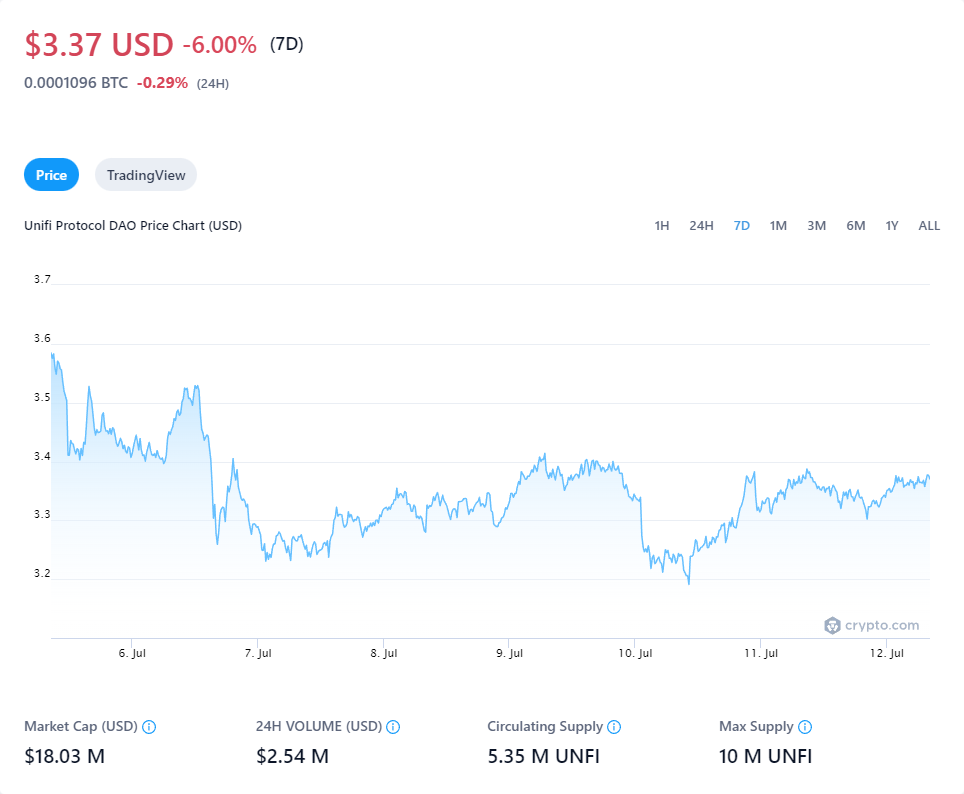 $3.37 USD -6.00% (7D)
0.0001096 BTC -0.29% (24H)
Price TradingView
Unifi Protocol DAO Price Chart (USD) 1H 24H 7D 1M 3M 6M 1Y ALL
3.7
3.6
3.5
3.4
3.3
3.2
crypto.com
6. Jul 7. Jul 8. Jul 9. Jul 10. Jul 11. Jul 12. Jul
Market Cap (USD) 24H VOLUME (USD) Circulating Supply Max Supply
$18.03 M $2.54 M 5.35 M UNFI 10 M UNFI